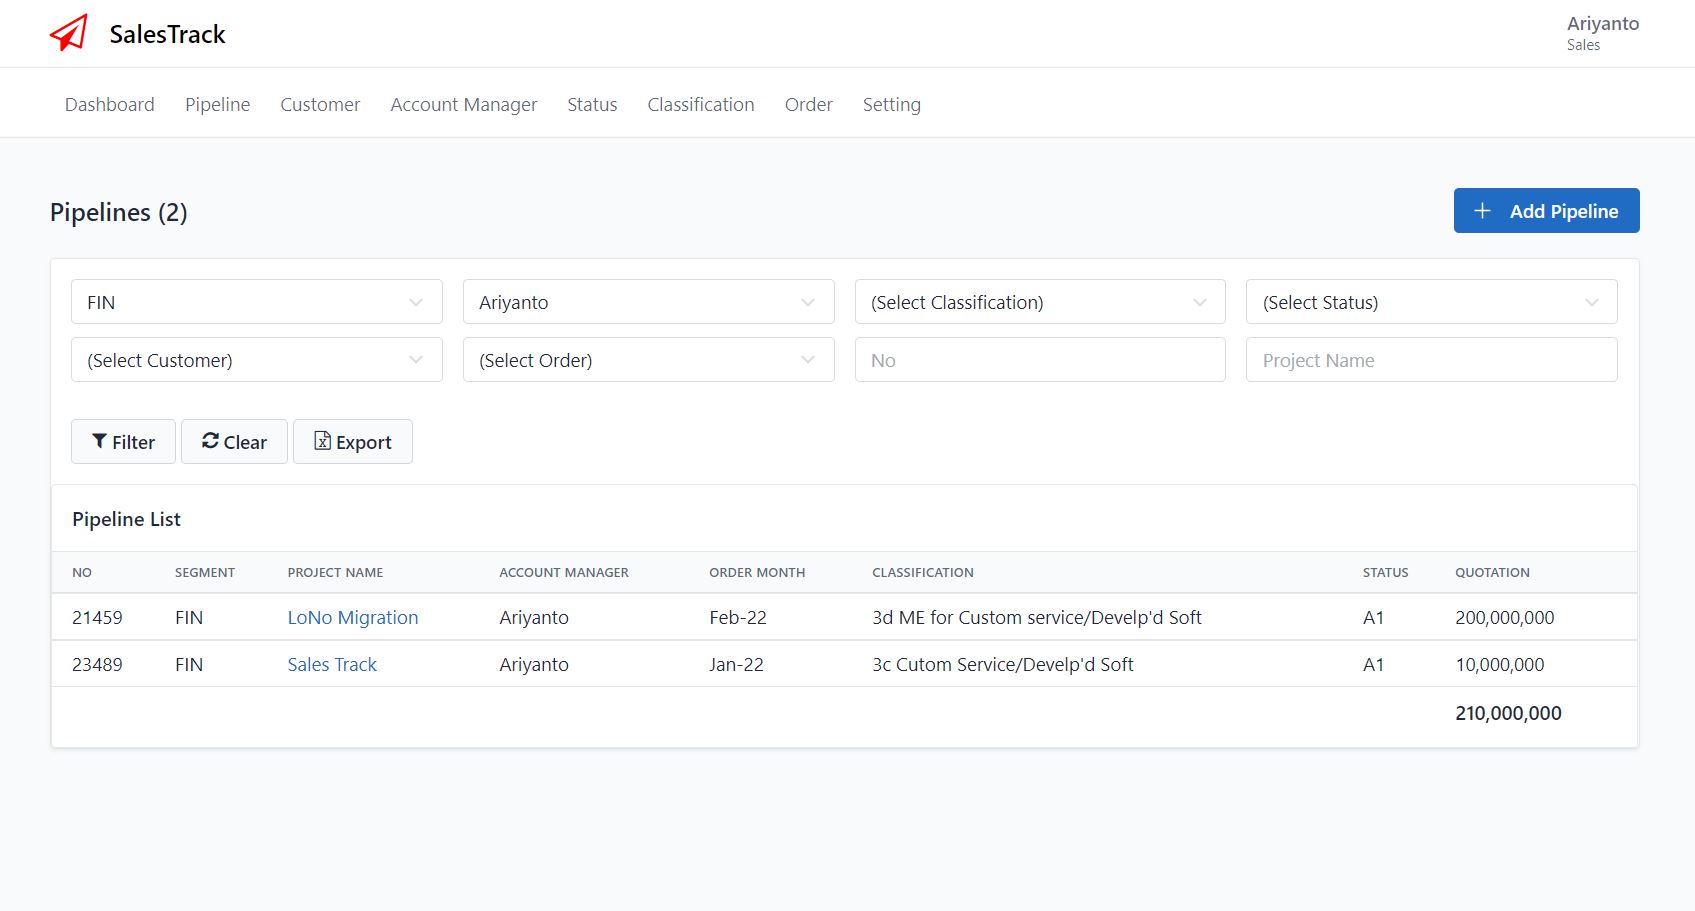 SalesTrack
Ariyanto
Sales
Dashboard Pipeline Customer Account Manager Status Classification Order Setting
Pipelines (2)
Add Pipeline
FIN Ariyanto (Select Classification) (Select Status)
(Select Customer) (Select Order) No Project Name
Filter Clear Export
Pipeline List
NO SEGMENT PROJECT NAME ACCOUNT MANAGER ORDER MONTH CLASSIFICATION STATUS QUOTATION
21459 FIN LoNo Migration Ariyanto Feb-22 3d ME for Custom service/Develp'd Soft A1 200,000,000
23489 FIN Sales Track Ariyanto Jan-22 3c Cutom Service/Develp'd Soft A1 10,000,000
210,000,000